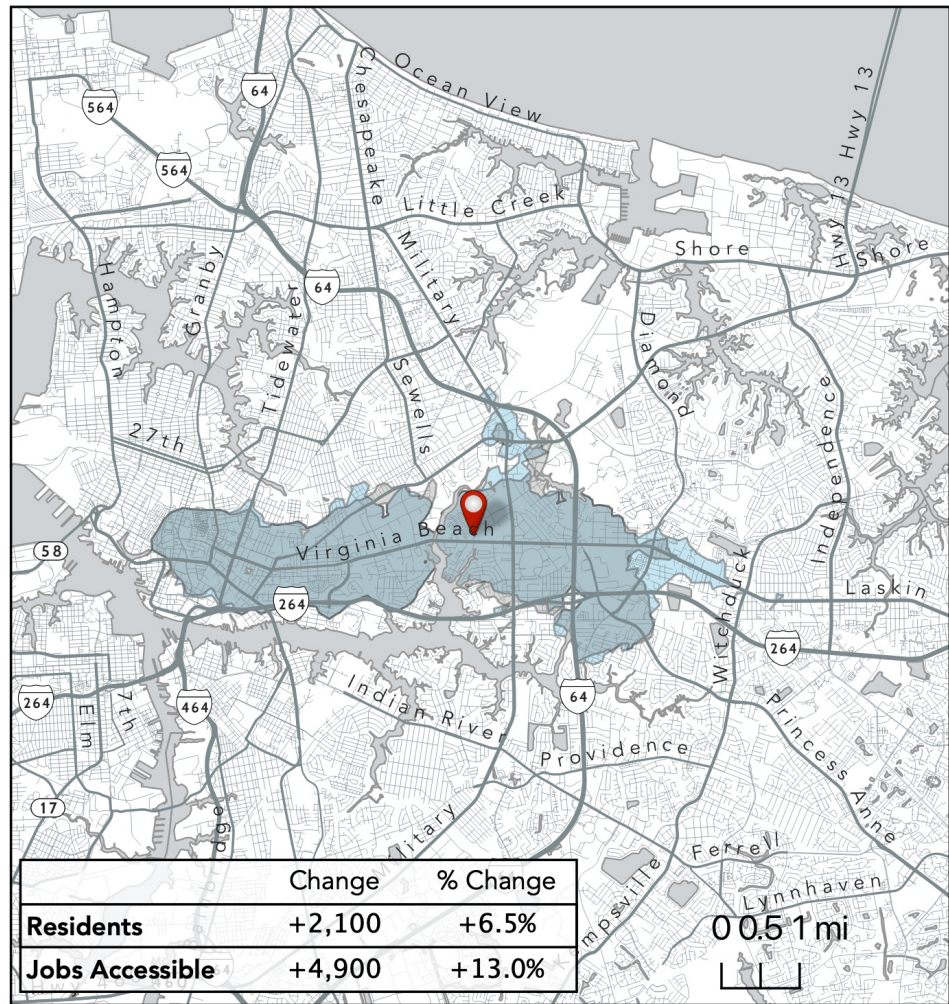 Ocean View
Chesapeake
64
Hwy 13
Hwy 13
564
564
Little Creek
Shore
Shore
Military
Hampton
Granby
64
Tidewater
Diamond
Sewells
Independence
27th
Virginia Beach
58
264
Witchduck
Laskin
264
264
7th
Elm
464
Indian River
64
Princess Anne
Providence
17
Military
Ferrell
Lynnhaven
Change % Change
Residents +2,100 +6.5%
Jobs Accessible +4,900 +13.0%
0 0.5 1 mi